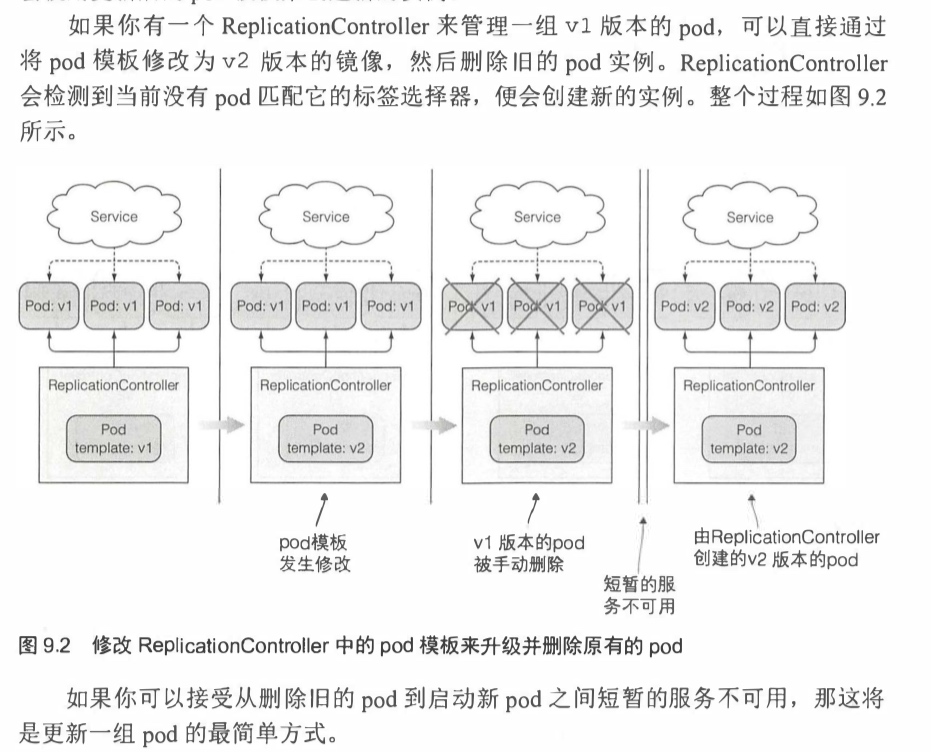 如果你有一个 ReplicationController 来管理一组 v1 版本的 pod，可以直接通过
将 pod 模板修改为 v2 版本的镜像，然后删除旧的 pod 实例。ReplicationController
会检测到当前没有 pod 匹配它的标签选择器，便会创建新的实例。整个过程如图 9.2
所示。
Service
Service
Service
Service
Pod: v1
Pod: v1
Pod: v1
Pod: v1
Pod: v1
Pod: v1
Pod: v1
Pod: v1
Pod: v1
Pod: v2
Pod: v2
Pod: v2
ReplicationController
ReplicationController
ReplicationController
ReplicationController
Pod
template: v1
Pod
template: v2
Pod
template: v2
Pod
template: v2
pod模板
发生修改
v1 版本的pod
被手动删除
短暂的服
务不可用
由ReplicationController
创建的v2 版本的pod
图 9.2 修改 ReplicationController 中的 pod 模板来升级并删除原有的 pod
如果你可以接受从删除旧的 pod 到启动新 pod 之间短暂的服务不可用，那这将
是更新一组 pod 的最简单方式。